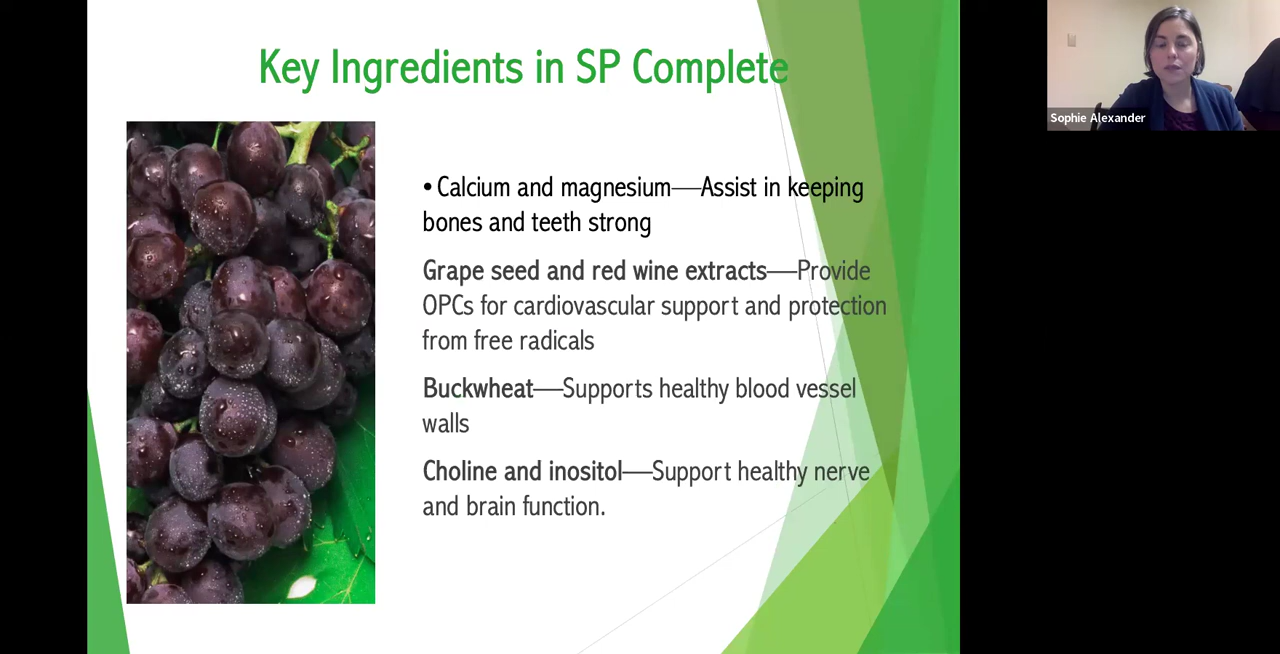 Key Ingredients in SP Complete
• Calcium and magnesium—Assist in keeping
bones and teeth strong
Grape seed and red wine extracts—Provide
OPCs for cardiovascular support and protection
from free radicals
Buckwheat—Supports healthy blood vessel
walls
Choline and inositol—Support healthy nerve
and brain function.
Sophie Alexander